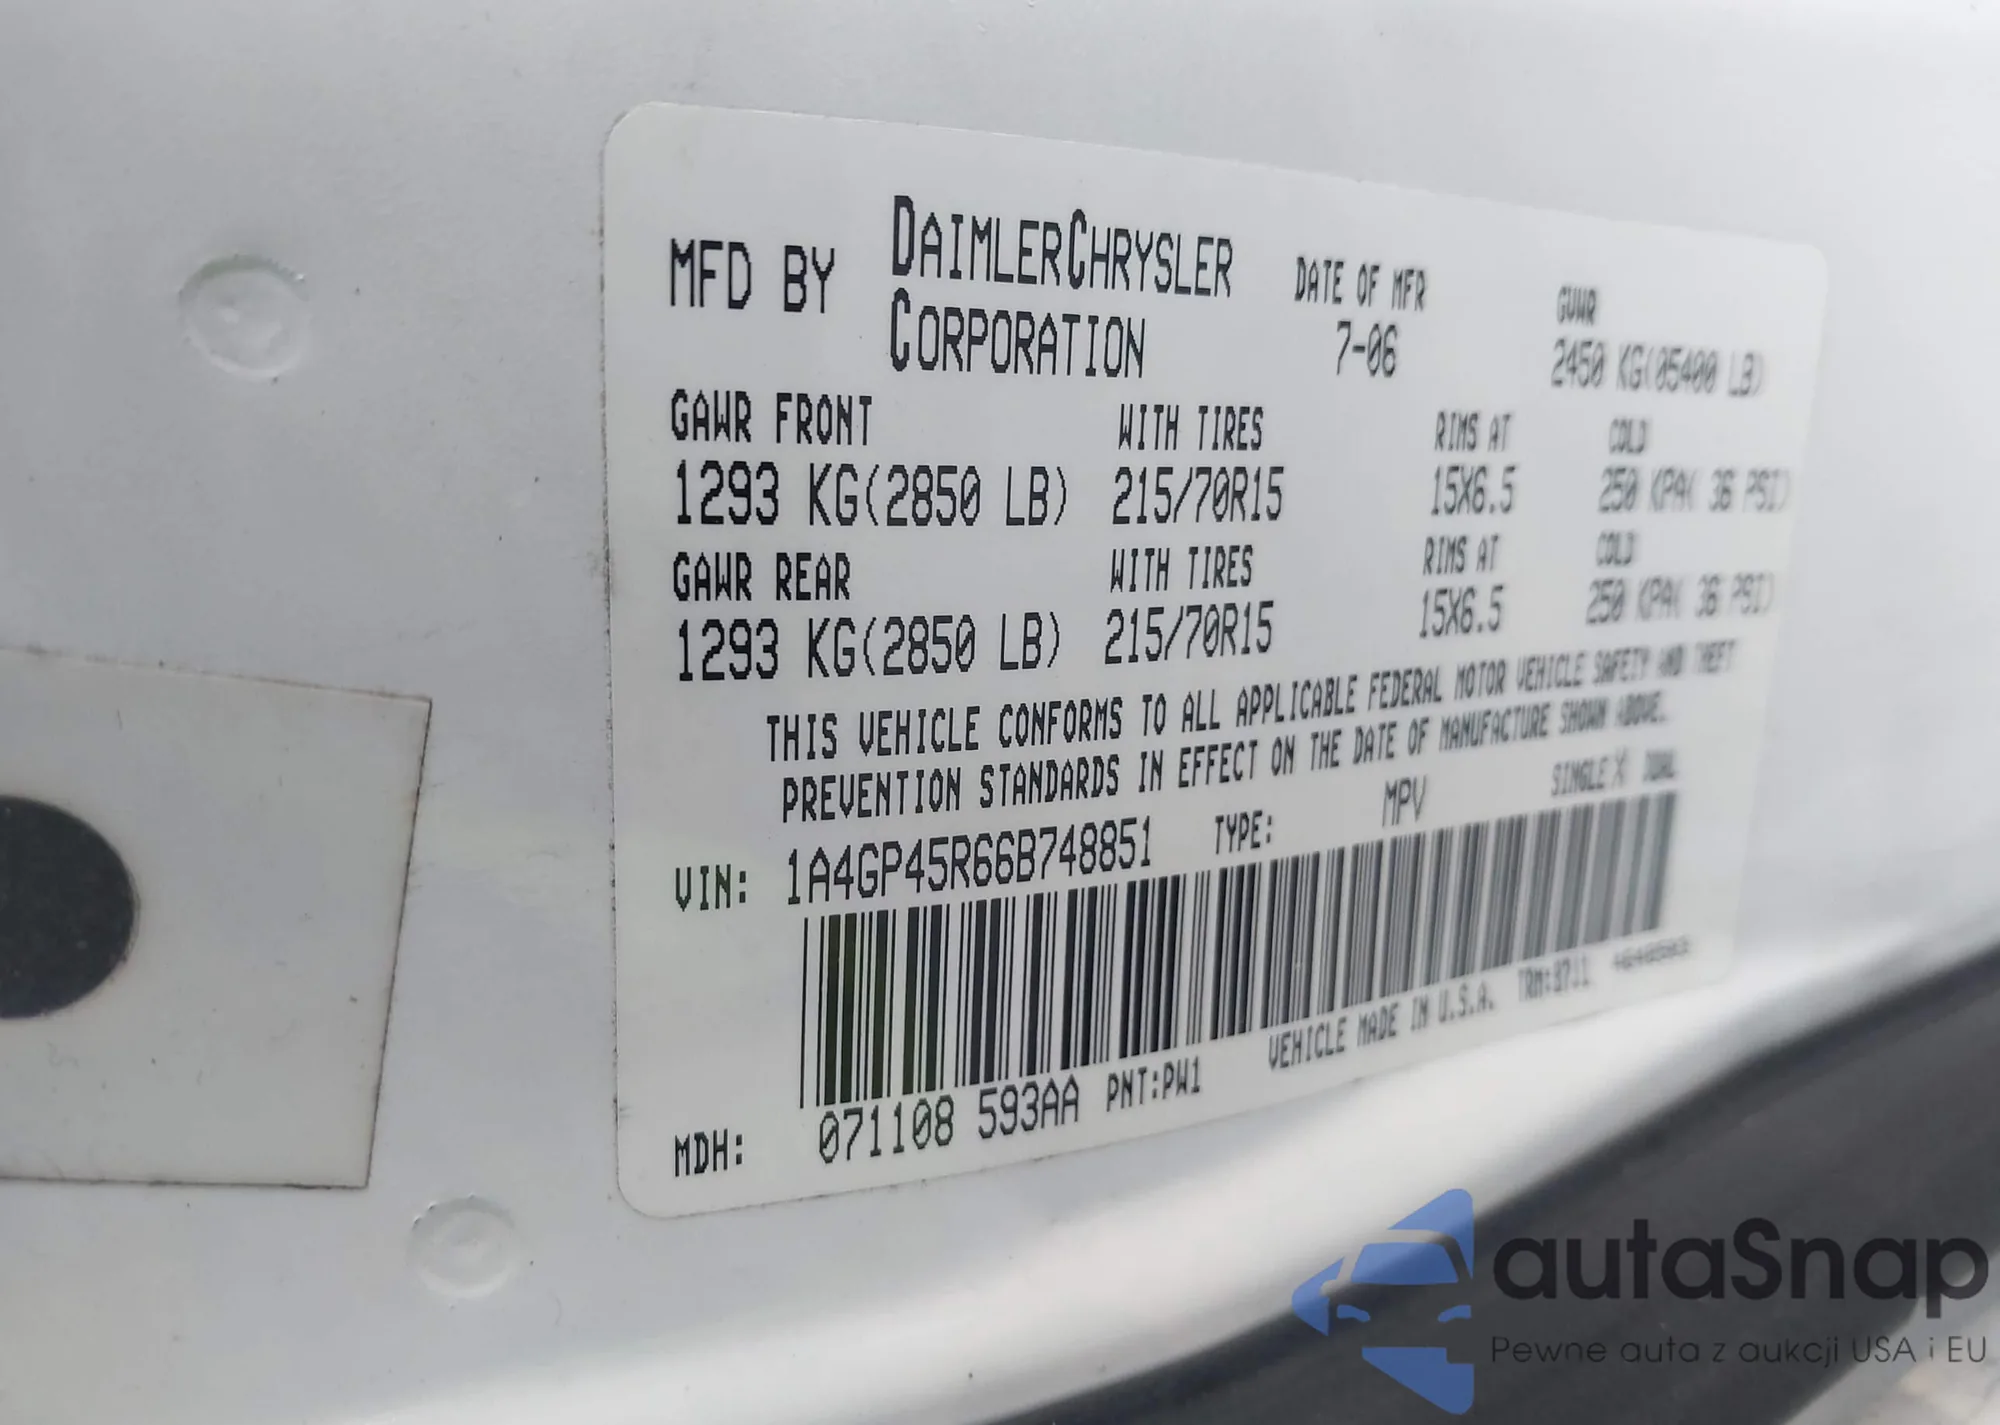 MFD BY DAIMLERCHRYSLER CORPORATION DATE OF MFR 7-06 GVWR 2450 KG(05400 LB)
GAWR FRONT WITH TIRES RIMS AT COLD
1293 KG(2850 LB) 215/70R15 15X6.5 250 KPA( 36 PSI)
GAWR REAR WITH TIRES RIMS AT COLD
1293 KG(2850 LB) 215/70R15 15X6.5 250 KPA( 36 PSI)
THIS VEHICLE CONFORMS TO ALL APPLICABLE FEDERAL MOTOR VEHICLE SAFETY AND THEFT
PREVENTION STANDARDS IN EFFECT ON THE DATE OF MANUFACTURE SHOWN ABOVE.
VIN: 1A4GP45R66B748851 TYPE: MPV SINGLE X DUAL
MDH: 071108 593AA PNT:PW1 VEHICLE MADE IN U.S.A.
autaSnap
Pewne auta z aukcji USA i EU